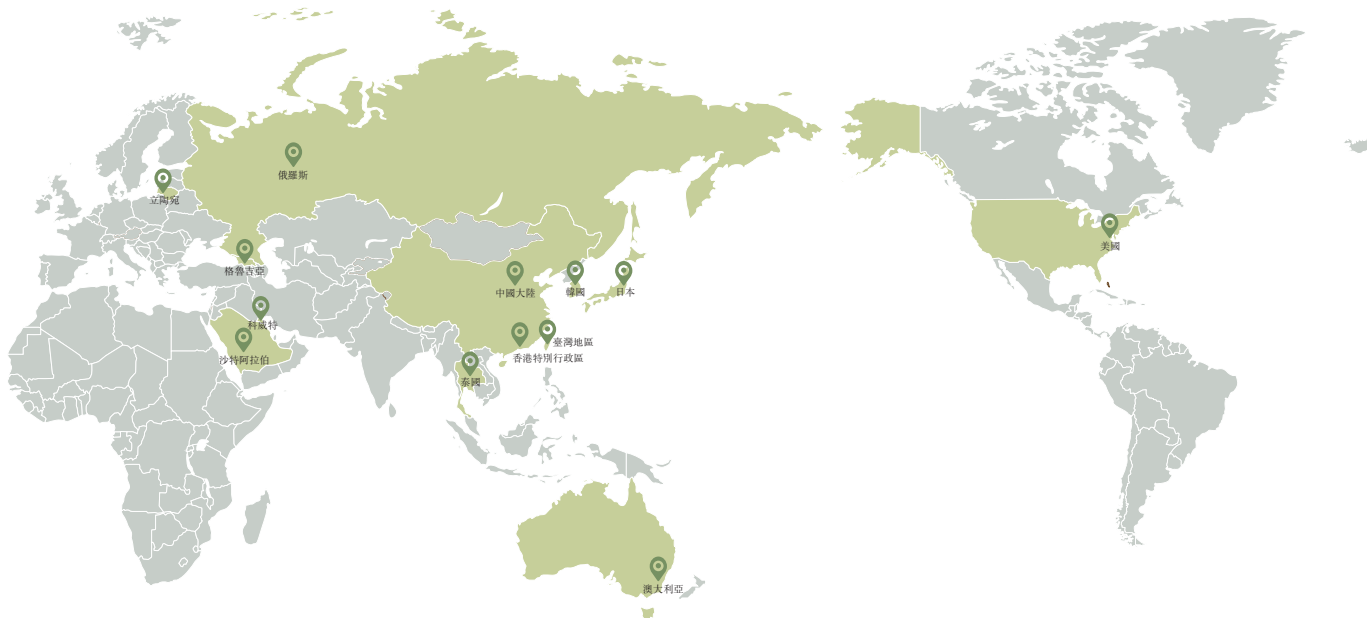 俄羅斯
立陶宛
美國
格魯吉亞
中國大陸
韓國
日本
科威特
臺灣地區
沙特阿拉伯
香港特別行政區
泰國
澳大利亞